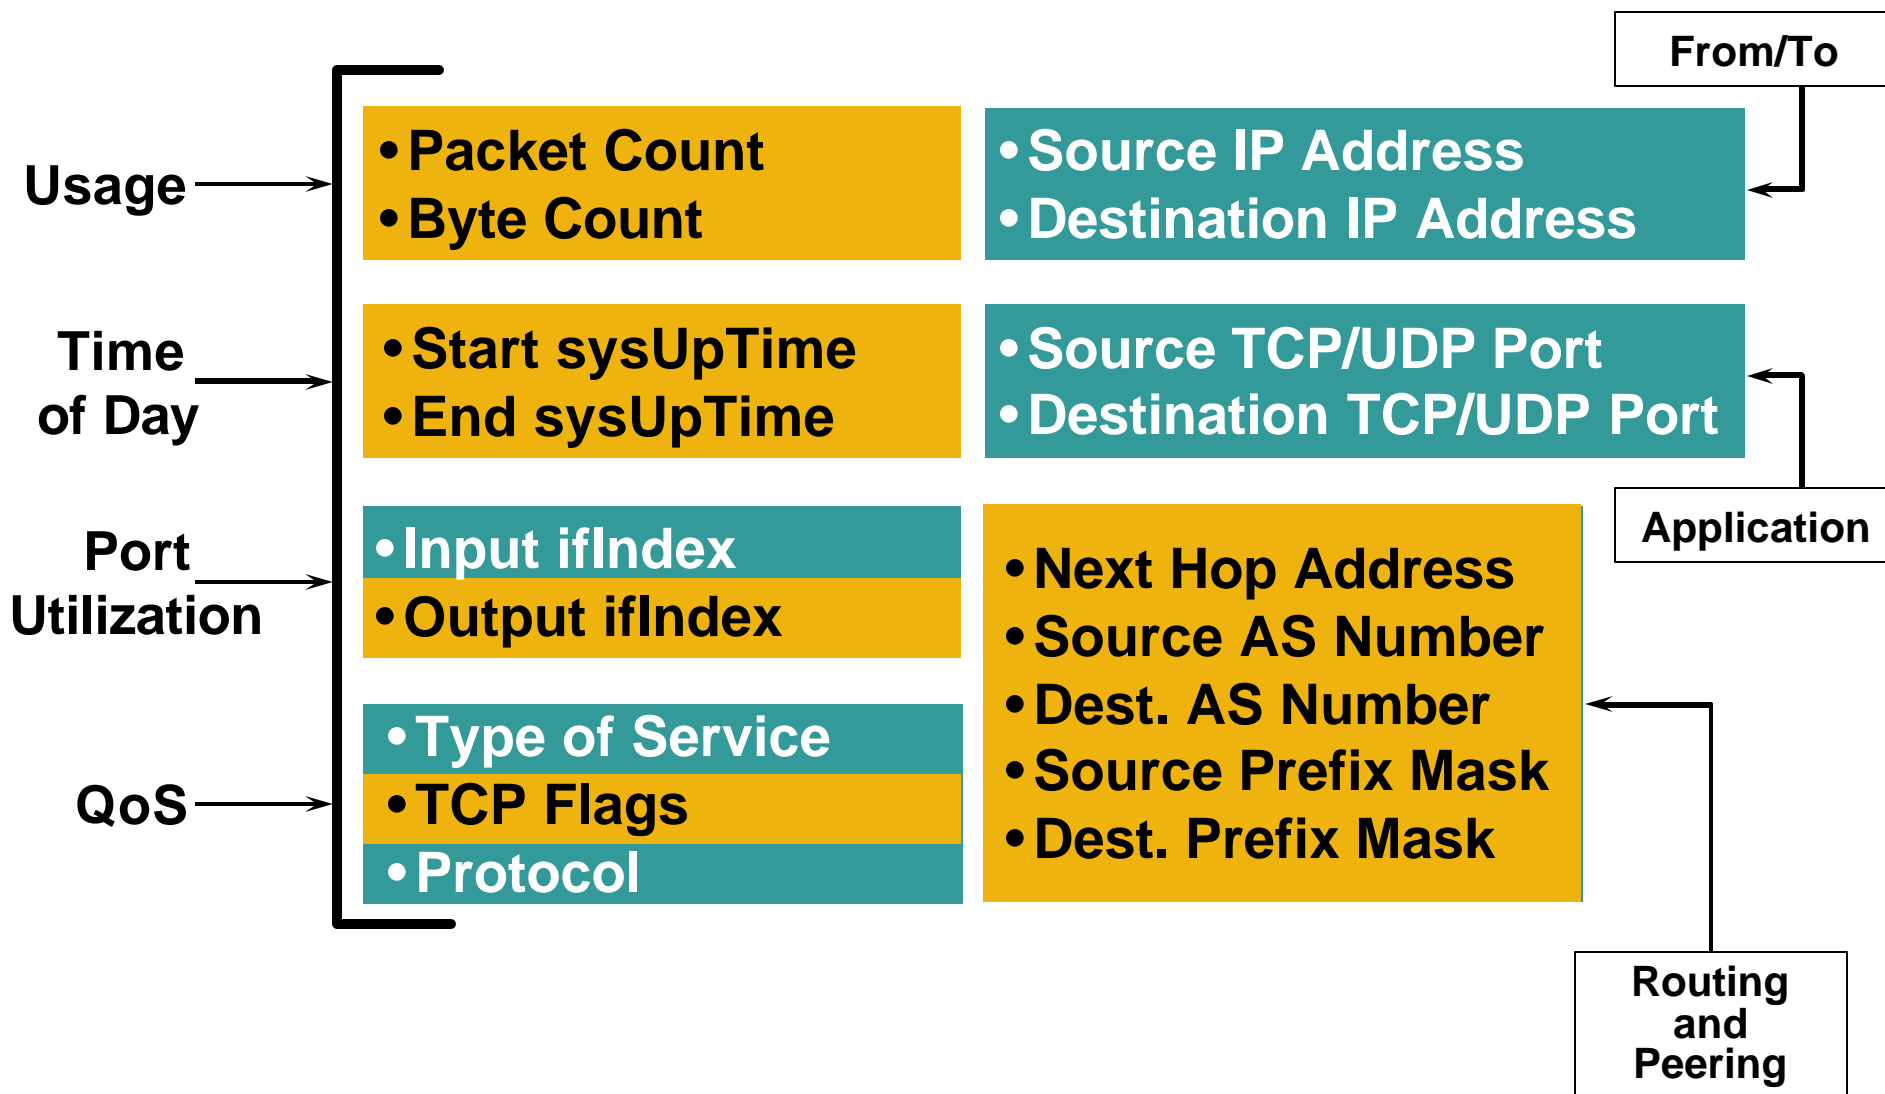 From/To
Usage
•Packet Count
•Byte Count
•Source IP Address
•Destination IP Address
Time
of Day
•Start sysUpTime
•End sysUpTime
•Source TCP/UDP Port
•Destination TCP/UDP Port
Application
Port
Utilization
•Input ifIndex
•Output ifIndex
•Next Hop Address
•Source AS Number
•Dest. AS Number
•Source Prefix Mask
•Dest. Prefix Mask
QoS
•Type of Service
•TCP Flags
•Protocol
Routing
and
Peering